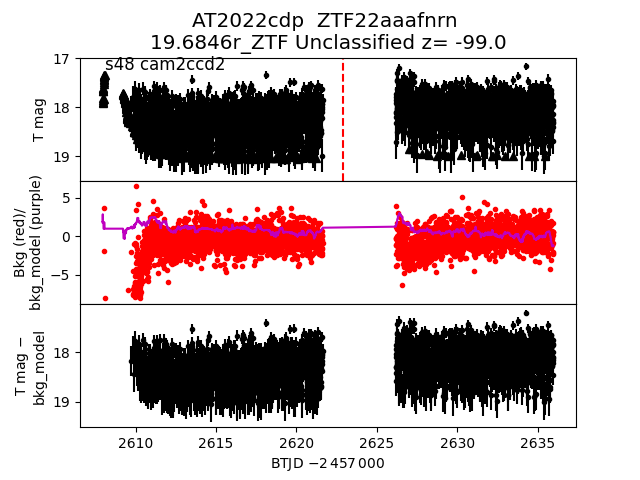 AT2022cdp  ZTF22aaafnrn
19.6846r_ZTF Unclassified z= -99.0
s48 cam2ccd2
17
18
19
T mag
5
0
−5
Bkg (red)/
bkg_model (purple)
18
19
T mag −
bkg_model
2610
2615
2620
2625
2630
2635
BTJD −2 457 000